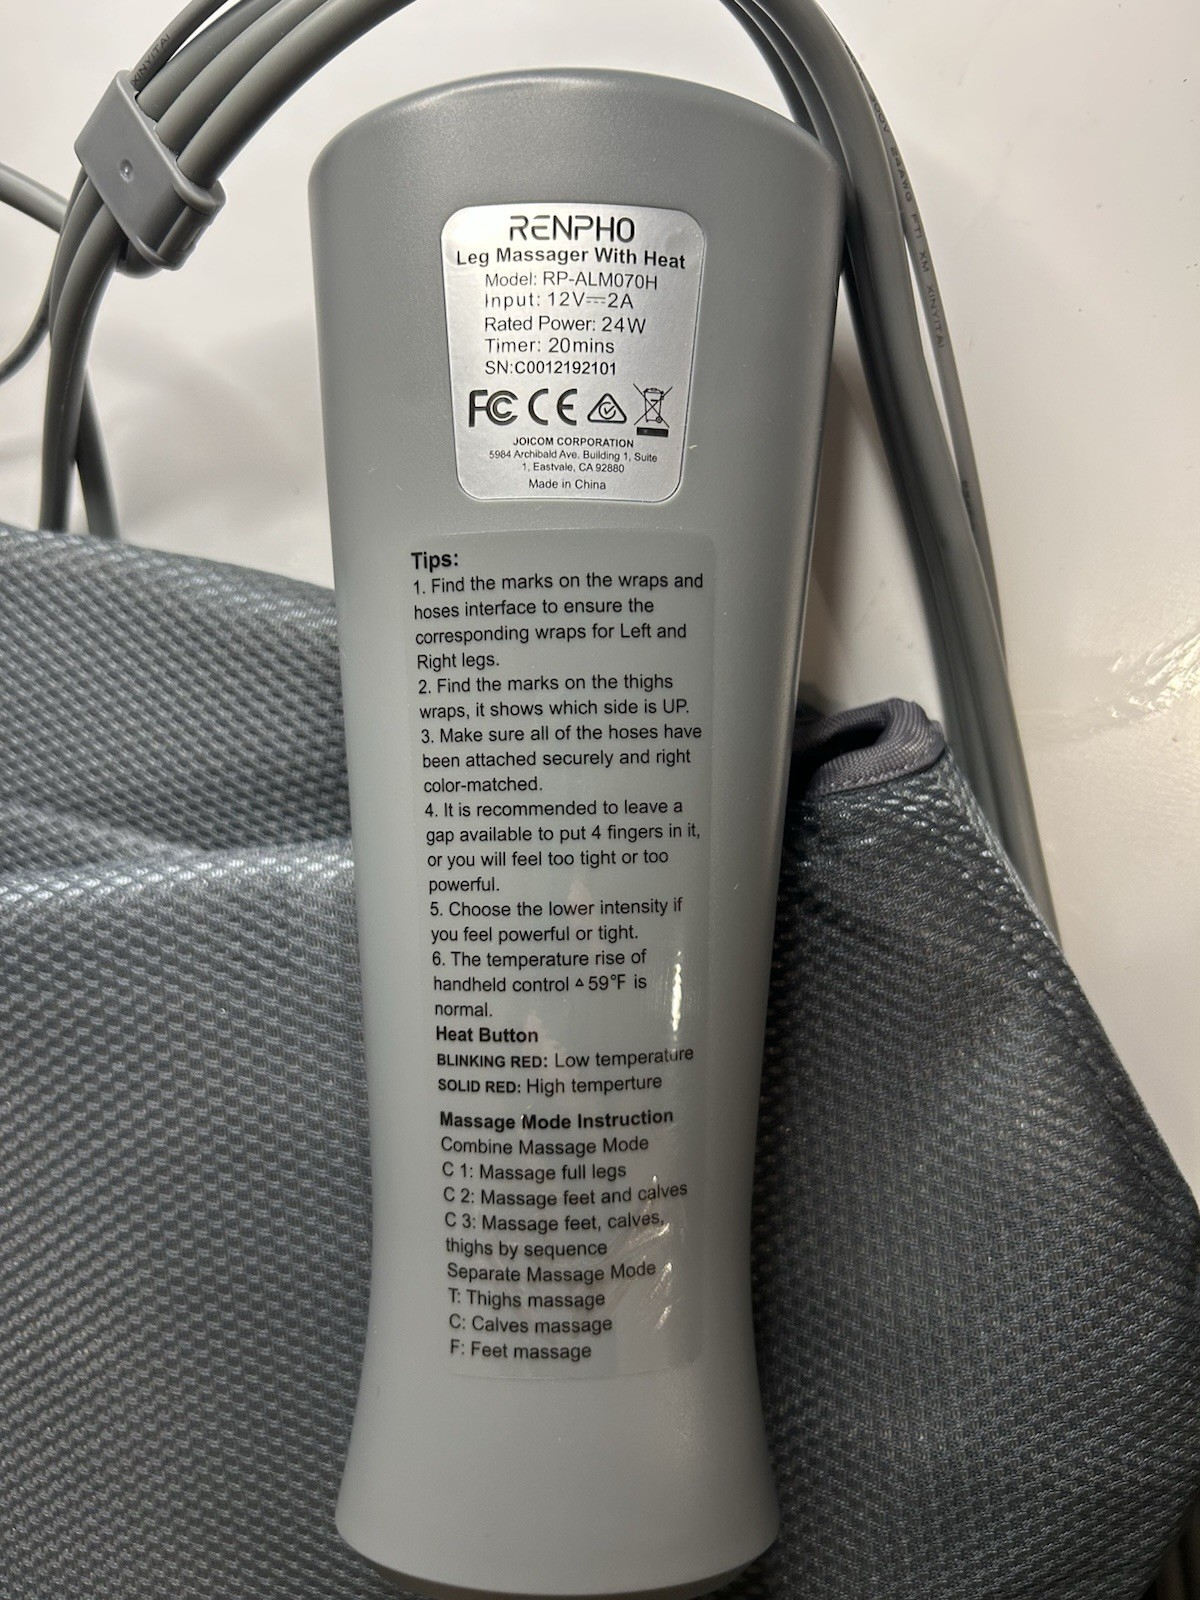 XINYITAI
300V 24AWG FT1 XM XINYITAI
RENPHO
Leg Massager With Heat
Model: RP-ALM070H
Input: 12V⎓2A
Rated Power: 24W
Timer: 20mins
SN:C0012192101
FC CE
JOICOM CORPORATION
5984 Archibald Ave. Building 1, Suite
1, Eastvale, CA 92880
Made in China
Tips:
1. Find the marks on the wraps and
hoses interface to ensure the
corresponding wraps for Left and
Right legs.
2. Find the marks on the thighs
wraps, it shows which side is UP.
3. Make sure all of the hoses have
been attached securely and right
color-matched.
4. It is recommended to leave a
gap available to put 4 fingers in it,
or you will feel too tight or too
powerful.
5. Choose the lower intensity if
you feel powerful or tight.
6. The temperature rise of
handheld control ▵59°F is
normal.
Heat Button
BLINKING RED: Low temperature
SOLID RED: High temperture
Massage Mode Instruction
Combine Massage Mode
C 1: Massage full legs
C 2: Massage feet and calves
C 3: Massage feet, calves,
thighs by sequence
Separate Massage Mode
T: Thighs massage
C: Calves massage
F: Feet massage